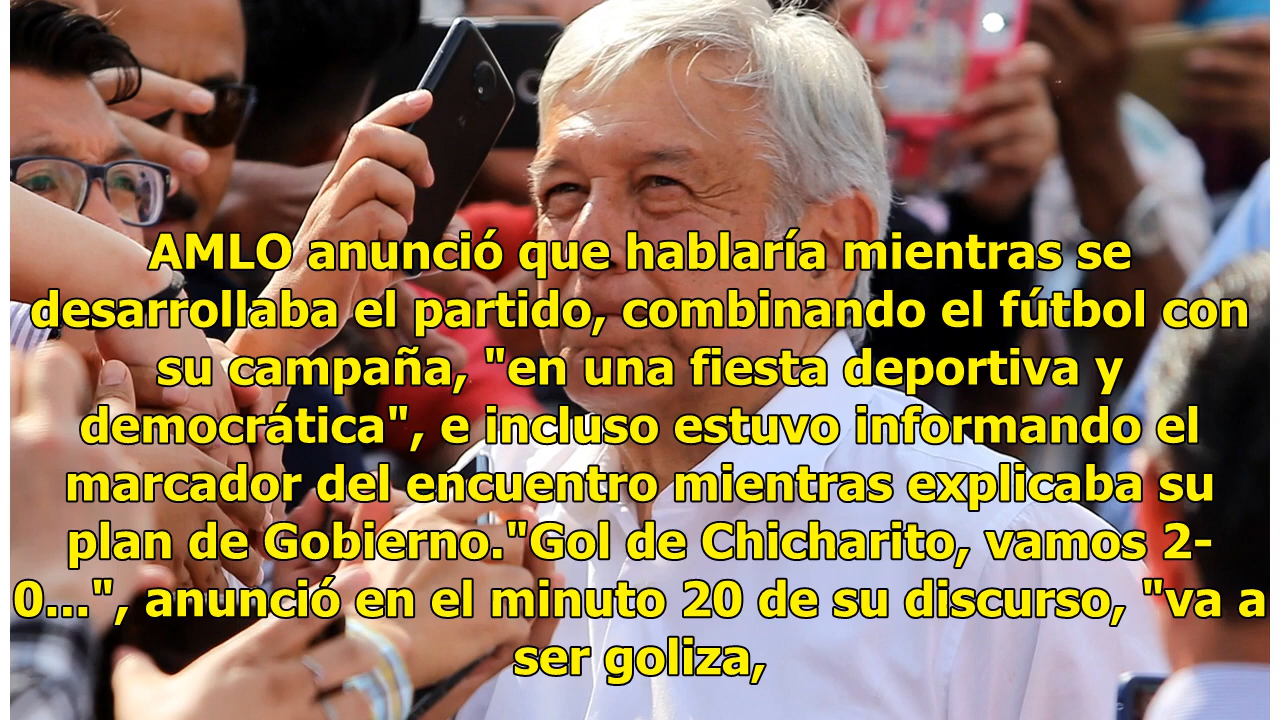 AMLO anunció que hablaría mientras se
desarrollaba el partido, combinando el fútbol con
su campaña, "en una fiesta deportiva y
democrática", e incluso estuvo informando el
marcador del encuentro mientras explicaba su
plan de Gobierno."Gol de Chicharito, vamos 2-
0...", anunció en el minuto 20 de su discurso, "va a
ser goliza,